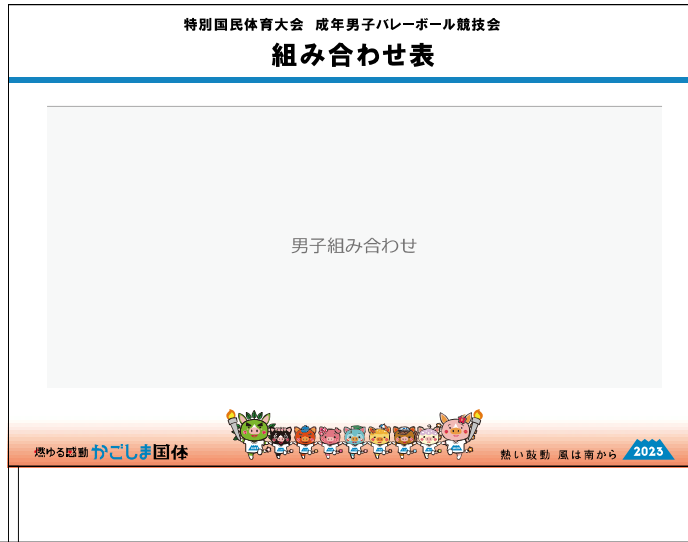 特別国民体育大会 成年男子バレーボール競技会
組み合わせ表
男子組み合わせ
燃ゆる感動 かごしま国体
熱い鼓動 風は南から 2023